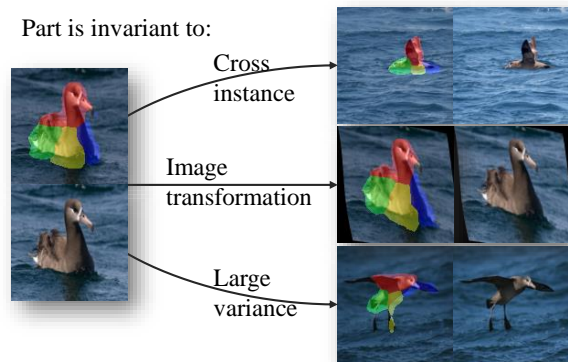 Part is invariant to:
Cross
instance
Image
transformation
Large
variance